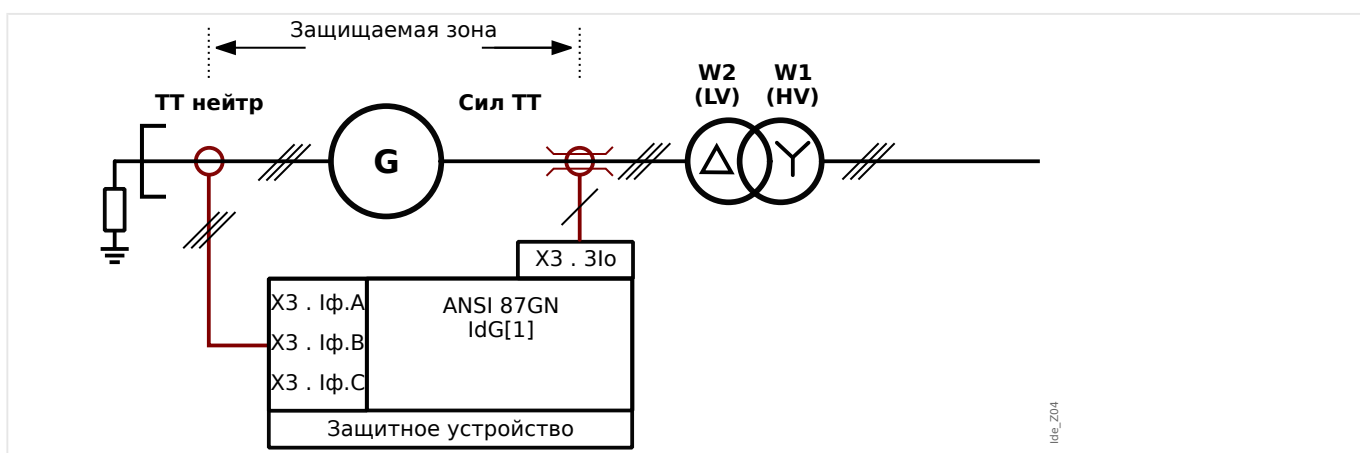 Защищаемая зона
W2 W1
(LV) (HV)
ТТ нейтр Сил ТТ
G
X3 . 3Io
X3 . Iф.A
ANSI 87GN
IdG[1]
X3 . Iф.B
X3 . Iф.C
Защитное устройство
Ide_Z04